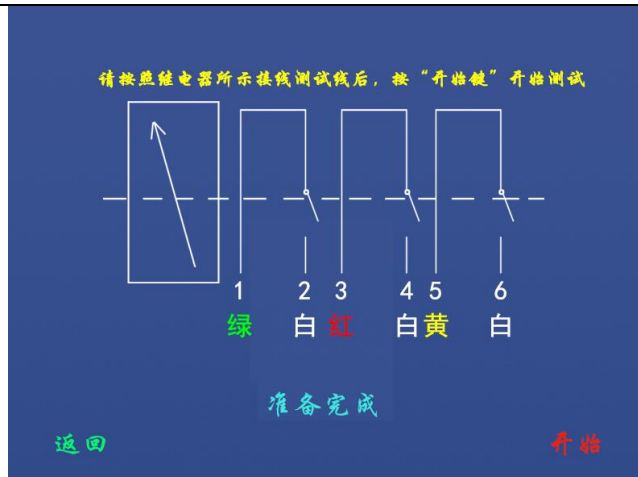 请按照继电器所示接线测试线后，按“开始键”开始测试
1 2 3 4 5 6
绿 白 红 白 黄 白
准备完成
返回 开始